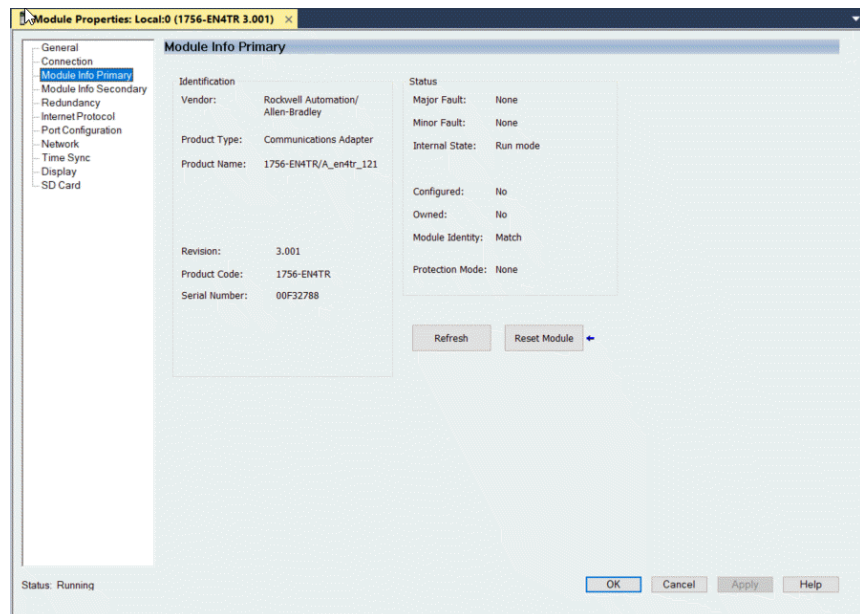 Module Properties: Local:0 (1756-EN4TR 3.001) ×
General
Connection
Module Info Primary
Module Info Secondary
Redundancy
Internet Protocol
Port Configuration
Network
Time Sync
Display
SD Card
Module Info Primary
Identification
Vendor: Rockwell Automation/
Allen-Bradley
Product Type: Communications Adapter
Product Name: 1756-EN4TR/A_en4tr_121
Revision: 3.001
Product Code: 1756-EN4TR
Serial Number: 00F32788
Status
Major Fault: None
Minor Fault: None
Internal State: Run mode
Configured: No
Owned: No
Module Identity: Match
Protection Mode: None
Refresh
Reset Module
Status: Running
OK
Cancel
Apply
Help